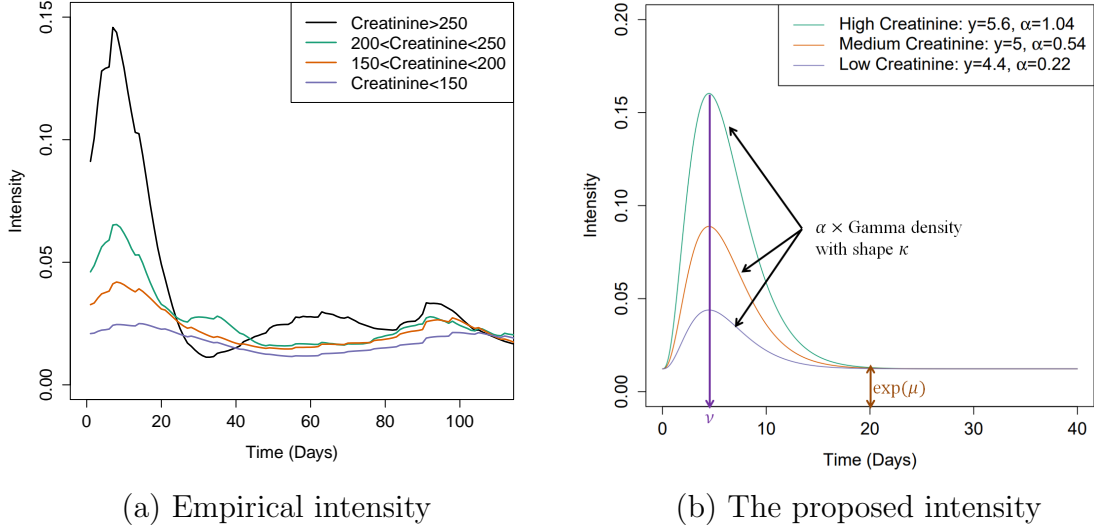 Creatinine>250
200<Creatinine<250
150<Creatinine<200
Creatinine<150
0.15
0.10
0.05
0.00
Intensity
0 20 40 60 80 100
Time (Days)
(a) Empirical intensity
High Creatinine: y=5.6, α=1.04
Medium Creatinine: y=5, α=0.54
Low Creatinine: y=4.4, α=0.22
0.20
0.15
0.10
0.05
0.00
Intensity
α × Gamma density
with shape κ
exp(μ)
ν
0 10 20 30 40
Time (Days)
(b) The proposed intensity